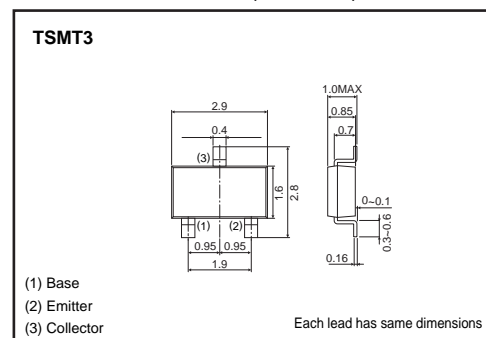 TSMT3
1.0MAX
2.9
0.85
0.4
0.7
(3)
1.6
2.8
0~0.1
(1)
(2)
0.3~0.6
0.95
0.95
1.9
0.16
(1) Base
(2) Emitter
(3) Collector
Each lead has same dimensions